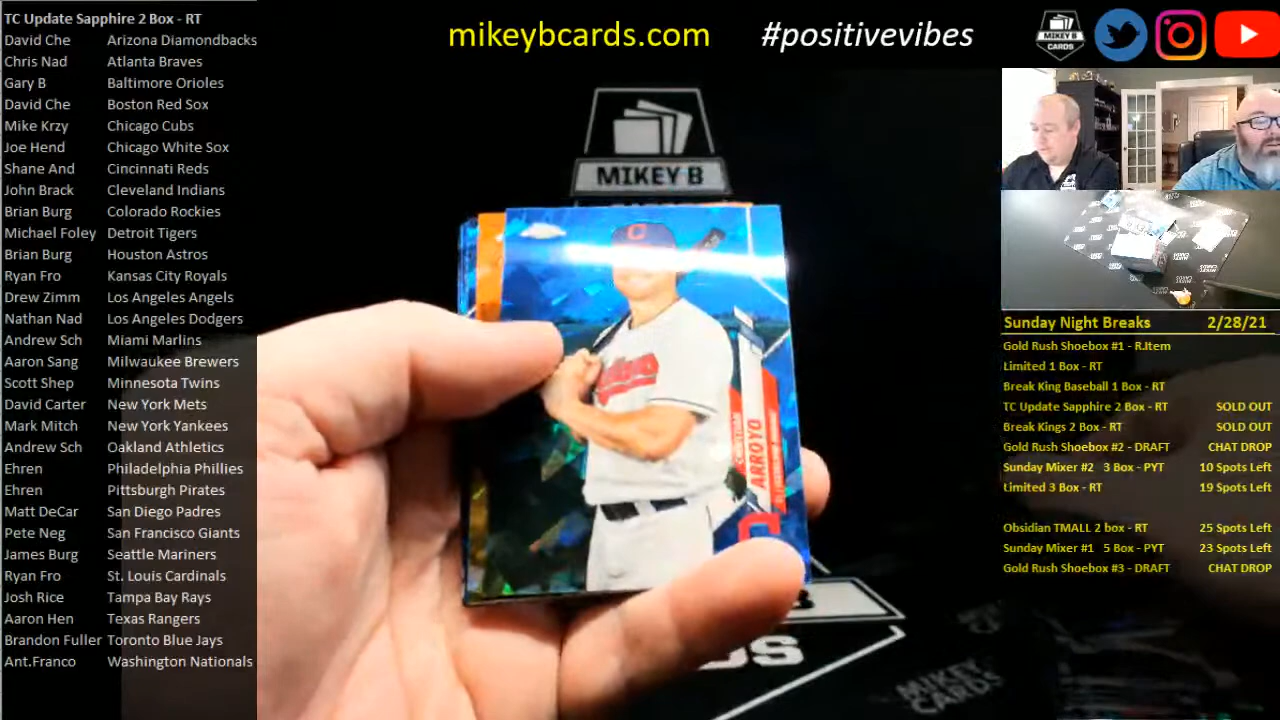 TC Update Sapphire 2 Box - RT
David Che Arizona Diamondbacks
Chris Nad Atlanta Braves
Gary B Baltimore Orioles
David Che Boston Red Sox
Mike Krzy Chicago Cubs
Joe Hend Chicago White Sox
Shane And Cincinnati Reds
John Brack Cleveland Indians
Brian Burg Colorado Rockies
Michael Foley Detroit Tigers
Brian Burg Houston Astros
Ryan Fro Kansas City Royals
Drew Zimm Los Angeles Angels
Nathan Nad Los Angeles Dodgers
Andrew Sch Miami Marlins
Aaron Sang Milwaukee Brewers
Scott Shep Minnesota Twins
David Carter New York Mets
Mark Mitch New York Yankees
Andrew Sch Oakland Athletics
Ehren Philadelphia Phillies
Ehren Pittsburgh Pirates
Matt DeCar San Diego Padres
Pete Neg San Francisco Giants
James Burg Seattle Mariners
Ryan Fro St. Louis Cardinals
Josh Rice Tampa Bay Rays
Aaron Hen Texas Rangers
Brandon Fuller Toronto Blue Jays
Ant.Franco Washington Nationals
mikeybcards.com #positivevibes
MIKEY B
CARDS
MIKEY B
C
ARROYO
C
MIKEY
CARDS
Sunday Night Breaks 2/28/21
Gold Rush Shoebox #1 - R.Item
Limited 1 Box - RT
Break King Baseball 1 Box - RT
TC Update Sapphire 2 Box - RT SOLD OUT
Break Kings 2 Box - RT SOLD OUT
Gold Rush Shoebox #2 - DRAFT CHAT DROP
Sunday Mixer #2 3 Box - PYT 10 Spots Left
Limited 3 Box - RT 19 Spots Left
Obsidian TMALL 2 box - RT 25 Spots Left
Sunday Mixer #1 5 Box - PYT 23 Spots Left
Gold Rush Shoebox #3 - DRAFT CHAT DROP